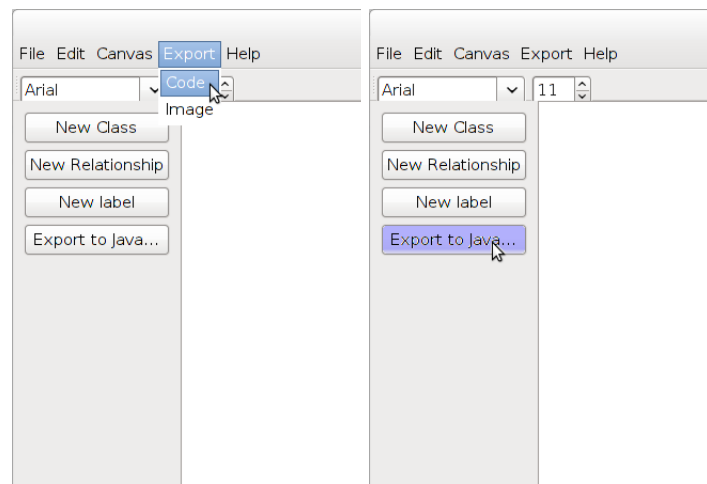 File Edit Canvas Export Help
Code
Arial
Image
New Class
New Relationship
New label
Export to Java...
File Edit Canvas Export Help
Arial 11
New Class
New Relationship
New label
Export to Java...